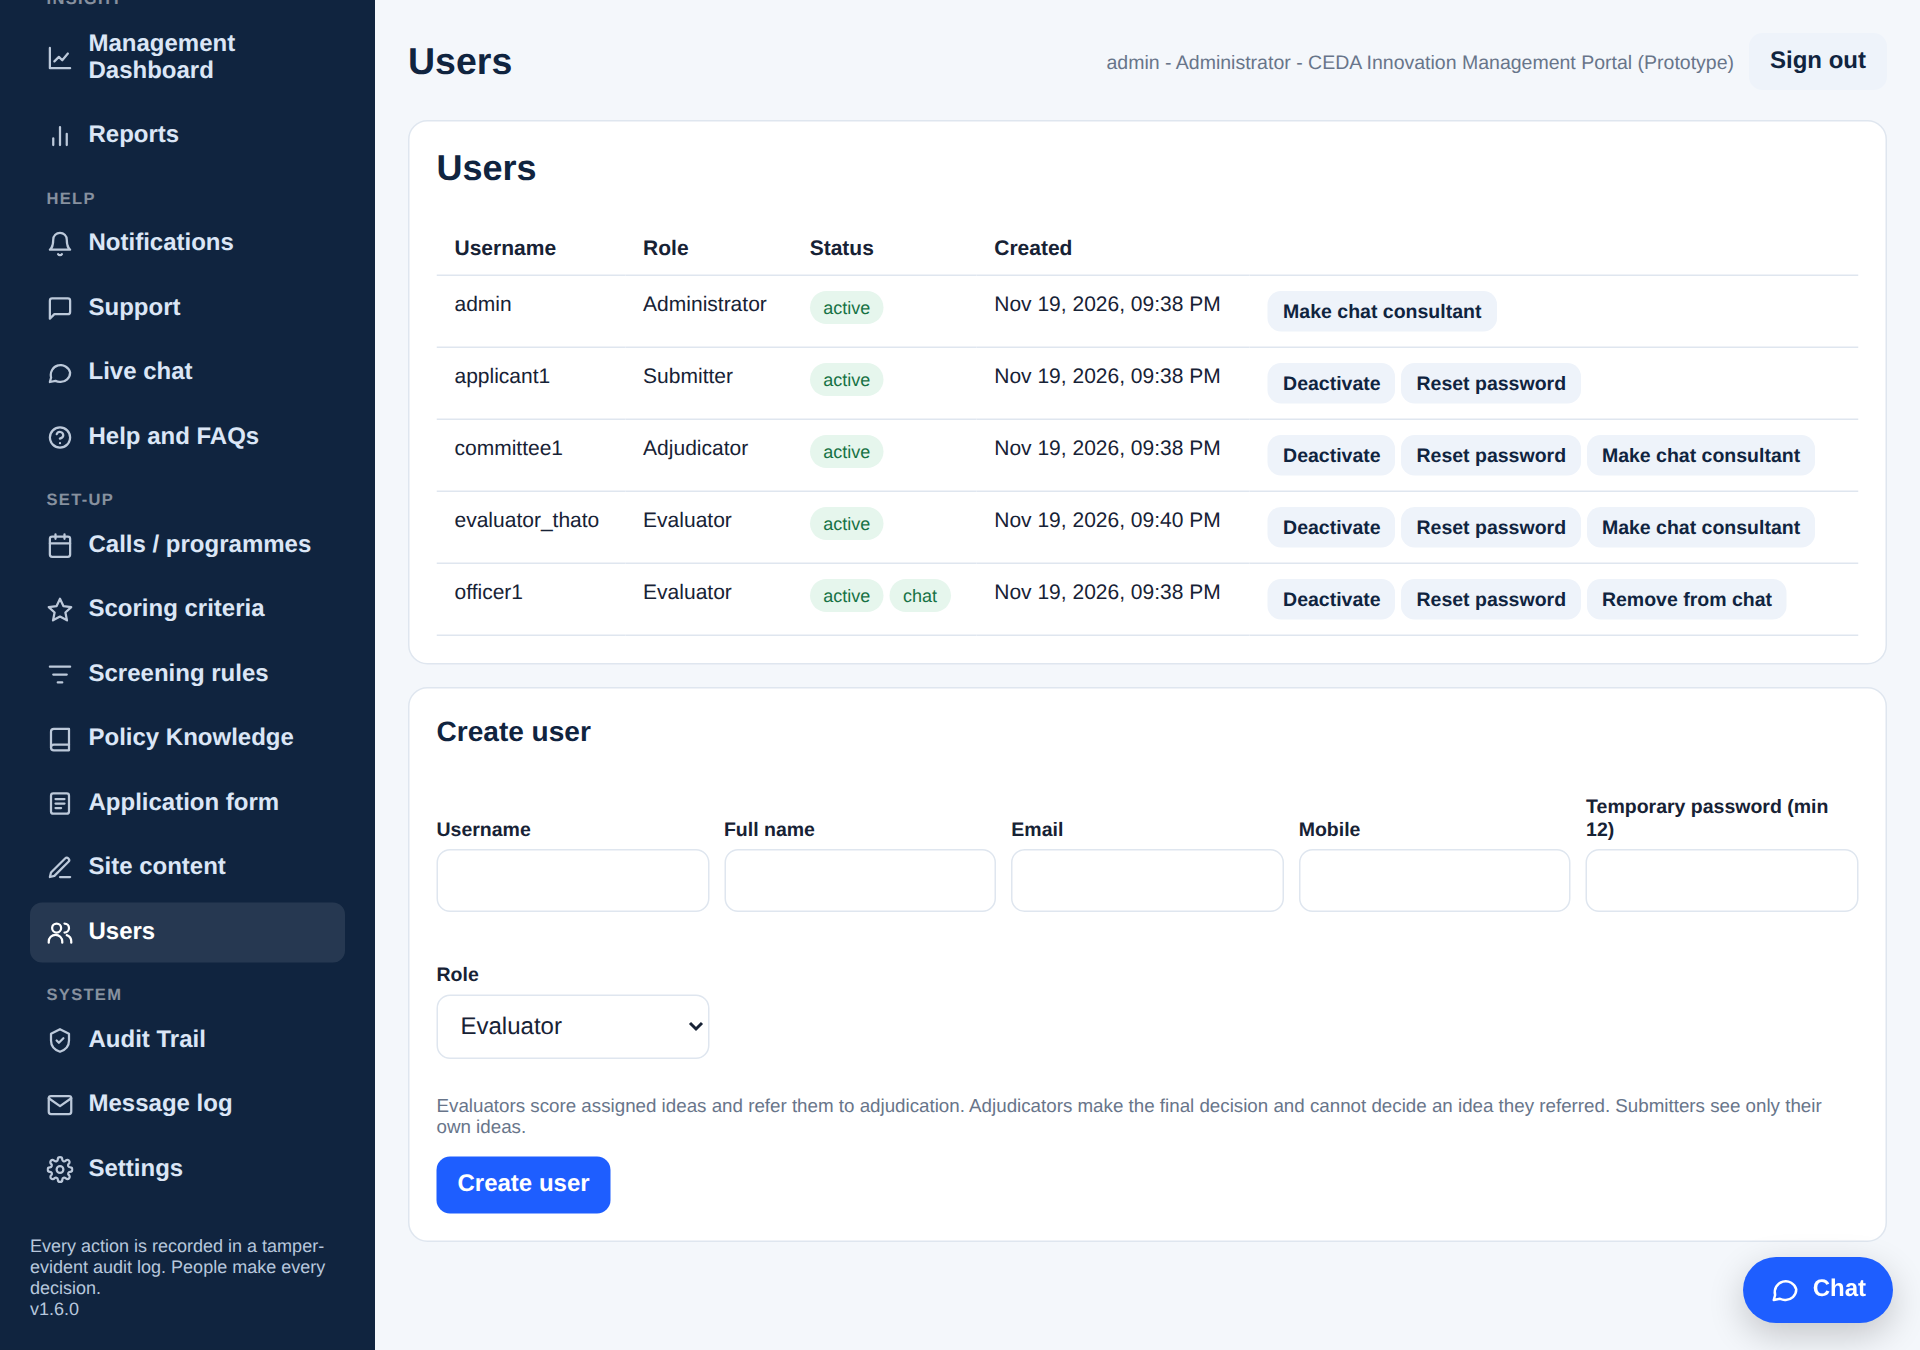 INSIGHT
Management
Dashboard
Reports
HELP
Notifications
Support
Live chat
Help and FAQs
SET-UP
Calls / programmes
Scoring criteria
Screening rules
Policy Knowledge
Application form
Site content
Users
SYSTEM
Audit Trail
Message log
Settings
Every action is recorded in a tamper-
evident audit log. People make every
decision.
v1.6.0
Users
admin - Administrator - CEDA Innovation Management Portal (Prototype)
Sign out
Users
Username Role Status Created
admin Administrator active Nov 19, 2026, 09:38 PM Make chat consultant
applicant1 Submitter active Nov 19, 2026, 09:38 PM Deactivate Reset password
committee1 Adjudicator active Nov 19, 2026, 09:38 PM Deactivate Reset password Make chat consultant
evaluator_thato Evaluator active Nov 19, 2026, 09:40 PM Deactivate Reset password Make chat consultant
officer1 Evaluator active chat Nov 19, 2026, 09:38 PM Deactivate Reset password Remove from chat
Create user
Username Full name Email Mobile Temporary password (min
12)
Role
Evaluator
Evaluators score assigned ideas and refer them to adjudication. Adjudicators make the final decision and cannot decide an idea they referred. Submitters see only their
own ideas.
Create user
Chat